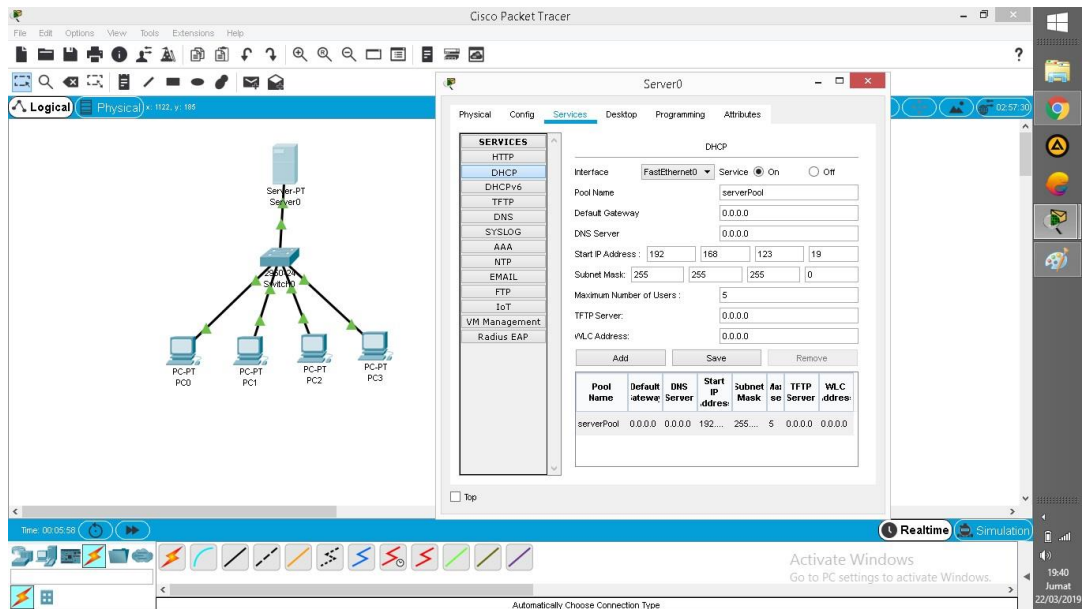 Cisco Packet Tracer
File Edit Options View Tools Extensions Help
?
Logical Physical x: 1122, y: 185
02:57:30
Server-PT
Server0
2950-24
Switch0
PC-PT
PC0
PC-PT
PC1
PC-PT
PC2
PC-PT
PC3
Server0
Physical Config Services Desktop Programming Attributes
SERVICES
HTTP
DHCP
DHCPv6
TFTP
DNS
SYSLOG
AAA
NTP
EMAIL
FTP
IoT
VM Management
Radius EAP
DHCP
Interface FastEthernet0 Service On Off
Pool Name serverPool
Default Gateway 0.0.0.0
DNS Server 0.0.0.0
Start IP Address : 192 168 123 19
Subnet Mask: 255 255 255 0
Maximum Number of Users : 5
TFTP Server: 0.0.0.0
WLC Address: 0.0.0.0
Add Save Remove
Pool Name Default DNS Server Start IP Subnet Mask TFTP Server WLC
serverPool 0.0.0.0 0.0.0.0 192.... 255.... 5 0.0.0.0 0.0.0.0
Top
Time: 00:05:58
Realtime Simulation
Activate Windows
Go to PC settings to activate Windows.
Automatically Choose Connection Type
19:40
Jumat
22/03/2019